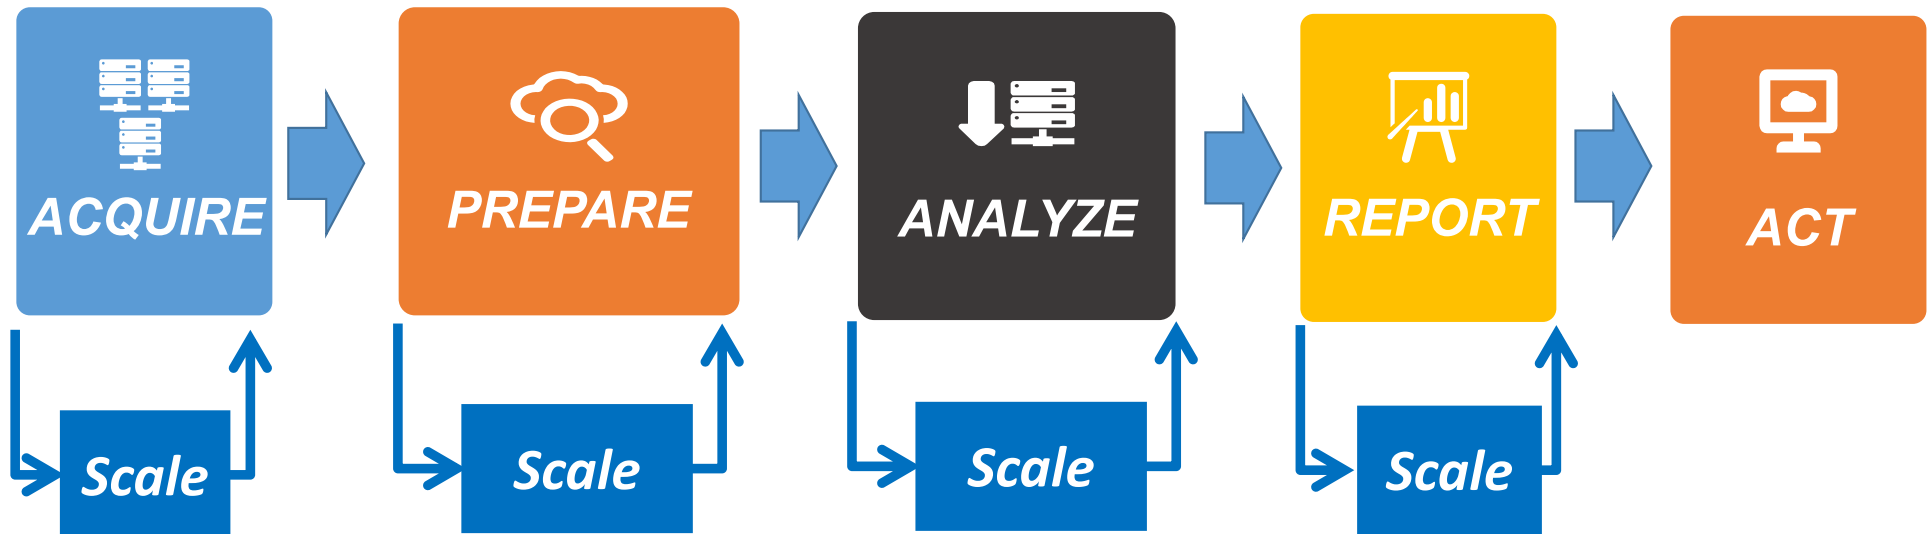 ACQUIRE
PREPARE
ANALYZE
REPORT
ACT
Scale
Scale
Scale
Scale